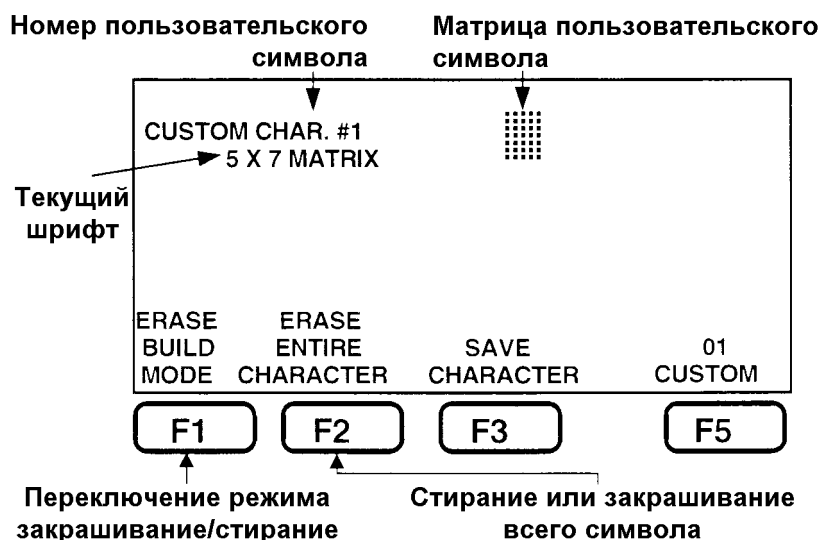 Номер пользовательского символа
Матрица пользовательского символа
CUSTOM CHAR. #1
5 X 7 MATRIX
Текущий
шрифт
ERASE
BUILD
MODE
ERASE
ENTIRE
CHARACTER
SAVE
CHARACTER
01
CUSTOM
F1
F2
F3
F5
Переключение режима
закрашивание/стирание
Стирание или закрашивание
всего символа